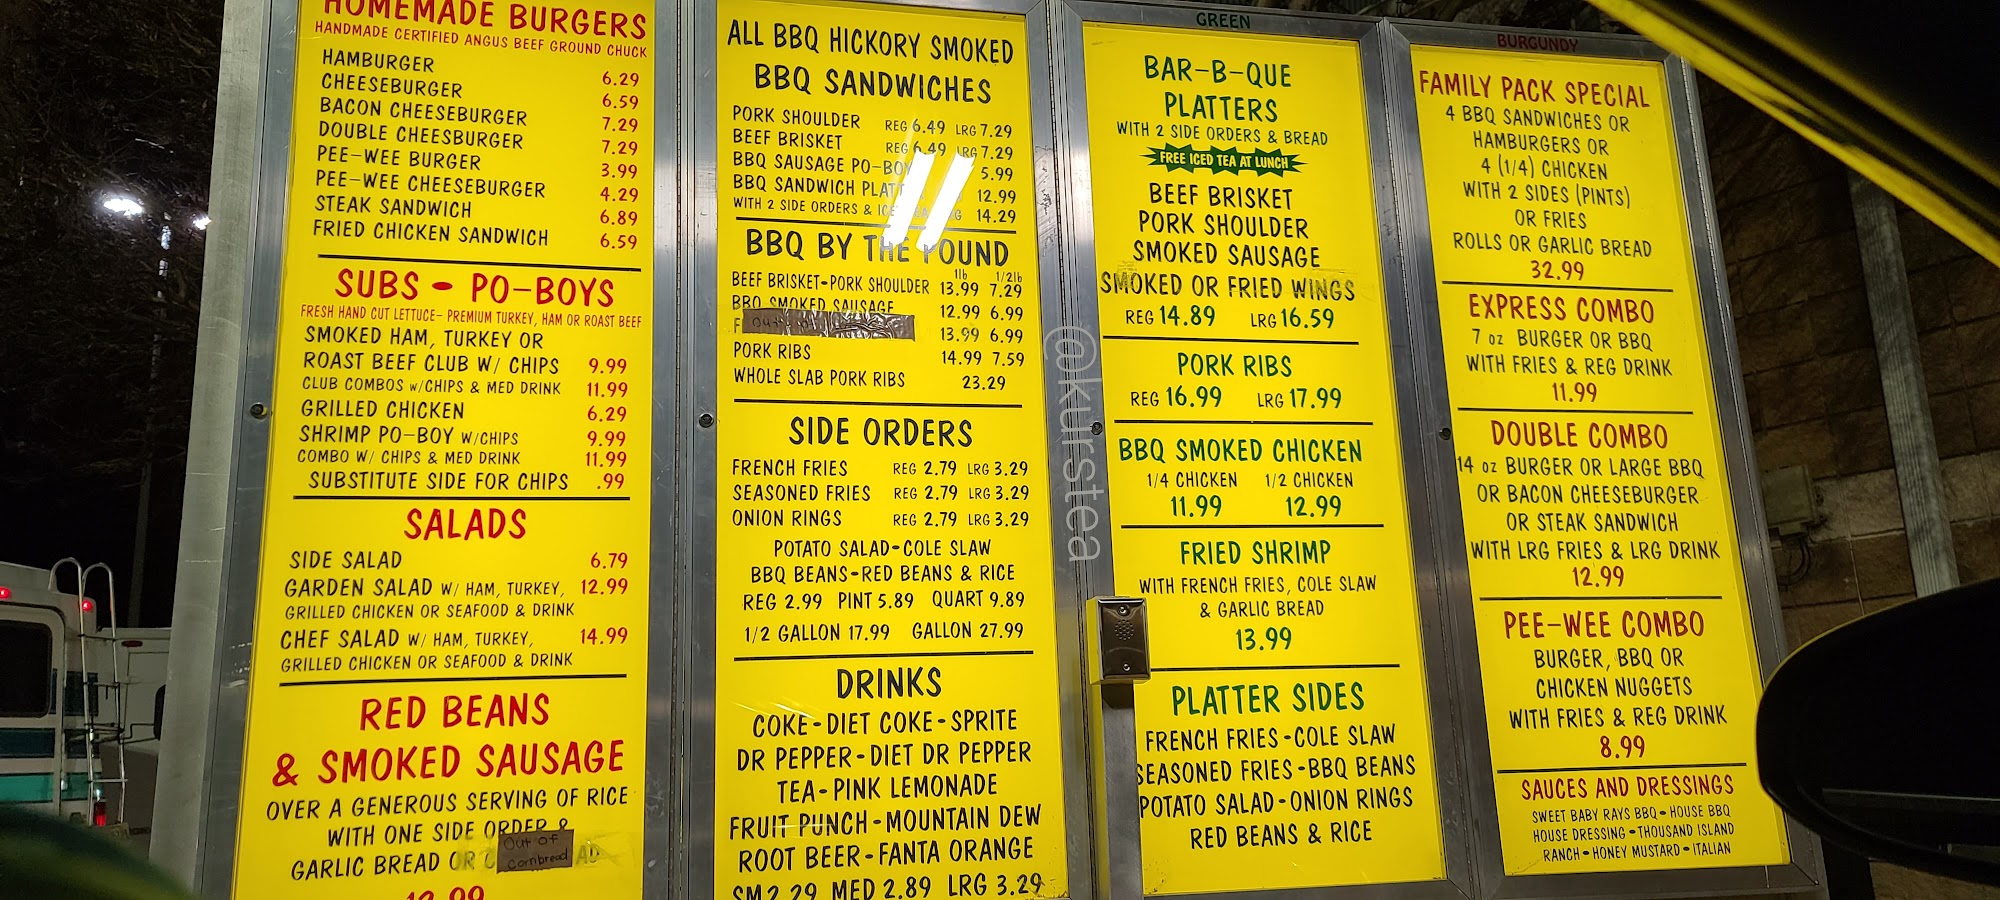 HOMEMADE BURGERS
HANDMADE CERTIFIED ANGUS BEEF GROUND CHUCK
HAMBURGER 6.29
CHEESEBURGER 6.59
BACON CHEESEBURGER 7.29
DOUBLE CHEESBURGER 7.29
PEE-WEE BURGER 3.99
PEE-WEE CHEESEBURGER 4.29
STEAK SANDWICH 6.89
FRIED CHICKEN SANDWICH 6.59
SUBS - PO-BOYS
FRESH HAND CUT LETTUCE- PREMIUM TURKEY, HAM OR ROAST BEEF
SMOKED HAM, TURKEY OR
ROAST BEEF CLUB W/ CHIPS 9.99
CLUB COMBOS W/CHIPS & MED DRINK 11.99
GRILLED CHICKEN 6.29
SHRIMP PO-BOY W/CHIPS 9.99
COMBO W/ CHIPS & MED DRINK 11.99
SUBSTITUTE SIDE FOR CHIPS .99
SALADS
SIDE SALAD 6.79
GARDEN SALAD W/ HAM, TURKEY, 12.99
GRILLED CHICKEN OR SEAFOOD & DRINK
CHEF SALAD W/ HAM, TURKEY, 14.99
GRILLED CHICKEN OR SEAFOOD & DRINK
RED BEANS
& SMOKED SAUSAGE
OVER A GENEROUS SERVING OF RICE
WITH ONE SIDE ORDER &
GARLIC BREAD OR
Out of
cornbread
ALL BBQ HICKORY SMOKED
BBQ SANDWICHES
PORK SHOULDER REG 6.49 LRG 7.29
BEEF BRISKET REG 6.49 LRG 7.29
BBQ SAUSAGE PO-BOY 5.99
BBQ SANDWICH 12.99
WITH 2 SIDE ORDERS & 14.29
BBQ BY THE POUND
1lb 1/2lb
BEEF BRISKET-PORK SHOULDER 13.99 7.29
BBQ SMOKED SAUSAGE 12.99 6.99
13.99 6.99
PORK RIBS 14.99 7.59
WHOLE SLAB PORK RIBS 23.29
SIDE ORDERS
FRENCH FRIES REG 2.79 LRG 3.29
SEASONED FRIES REG 2.79 LRG 3.29
ONION RINGS REG 2.79 LRG 3.29
POTATO SALAD-COLE SLAW
BBQ BEANS-RED BEANS & RICE
REG 2.99 PINT 5.89 QUART 9.89
1/2 GALLON 17.99 GALLON 27.99
DRINKS
COKE-DIET COKE-SPRITE
DR PEPPER-DIET DR PEPPER
TEA-PINK LEMONADE
FRUIT PUNCH-MOUNTAIN DEW
ROOT BEER-FANTA ORANGE
SM 2.29 MED 2.89 LRG 3.29
GREEN
BAR-B-QUE
PLATTERS
WITH 2 SIDE ORDERS & BREAD
FREE ICED TEA AT LUNCH
BEEF BRISKET
PORK SHOULDER
SMOKED SAUSAGE
SMOKED OR FRIED WINGS
REG 14.89 LRG 16.59
PORK RIBS
REG 16.99 LRG 17.99
BBQ SMOKED CHICKEN
1/4 CHICKEN 1/2 CHICKEN
11.99 12.99
FRIED SHRIMP
WITH FRENCH FRIES, COLE SLAW
& GARLIC BREAD
13.99
PLATTER SIDES
FRENCH FRIES-COLE SLAW
SEASONED FRIES-BBQ BEANS
POTATO SALAD-ONION RINGS
RED BEANS & RICE
BURGUNDY
FAMILY PACK SPECIAL
4 BBQ SANDWICHES OR
HAMBURGERS OR
4 (1/4) CHICKEN
WITH 2 SIDES (PINTS)
OR FRIES
ROLLS OR GARLIC BREAD
32.99
EXPRESS COMBO
7 oz BURGER OR BBQ
WITH FRIES & REG DRINK
11.99
DOUBLE COMBO
14 oz BURGER OR LARGE BBQ
OR BACON CHEESEBURGER
OR STEAK SANDWICH
WITH LRG FRIES & LRG DRINK
12.99
PEE-WEE COMBO
BURGER, BBQ OR
CHICKEN NUGGETS
WITH FRIES & REG DRINK
8.99
SAUCES AND DRESSINGS
SWEET BABY RAYS BBQ - HOUSE BBQ
HOUSE DRESSING - THOUSAND ISLAND
RANCH - HONEY MUSTARD - ITALIAN
@kurstea